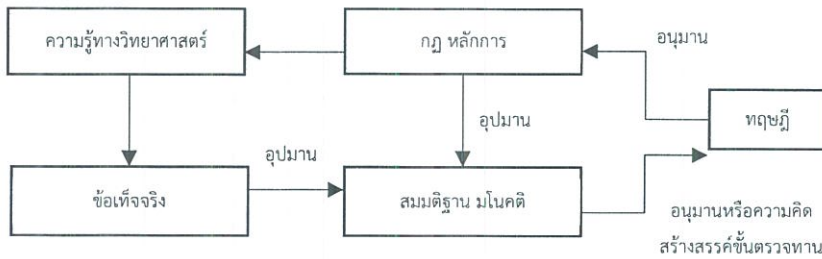 ความรู้ทางวิทยาศาสตร์
กฎ หลักการ
อนุมาน
ทฤษฎี
อุปมาน
อุปมาน
ข้อเท็จจริง
สมมติฐาน มโนคติ
อนุมานหรือความคิด
สร้างสรรค์ขั้นตรวจทาน